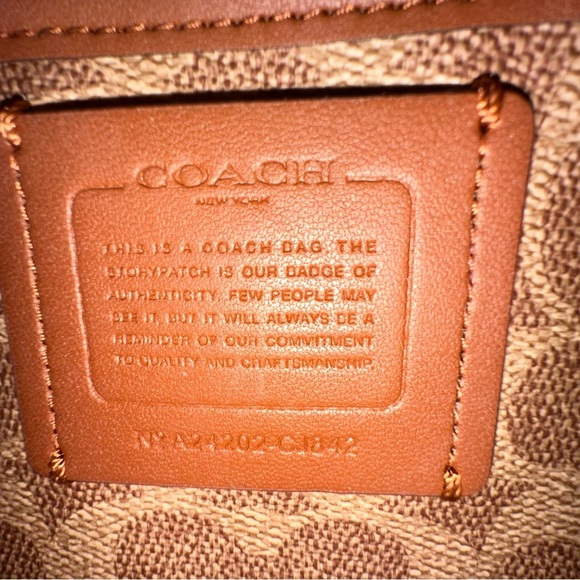 COACH
NEW YORK
THIS IS A COACH BAG. THE
STORYPATCH IS OUR BADGE OF
AUTHENTICITY. FEW PEOPLE MAY
SEE IT, BUT IT WILL ALWAYS BE A
REMINDER OF OUR COMMITMENT
TO QUALITY AND CRAFTSMANSHIP.